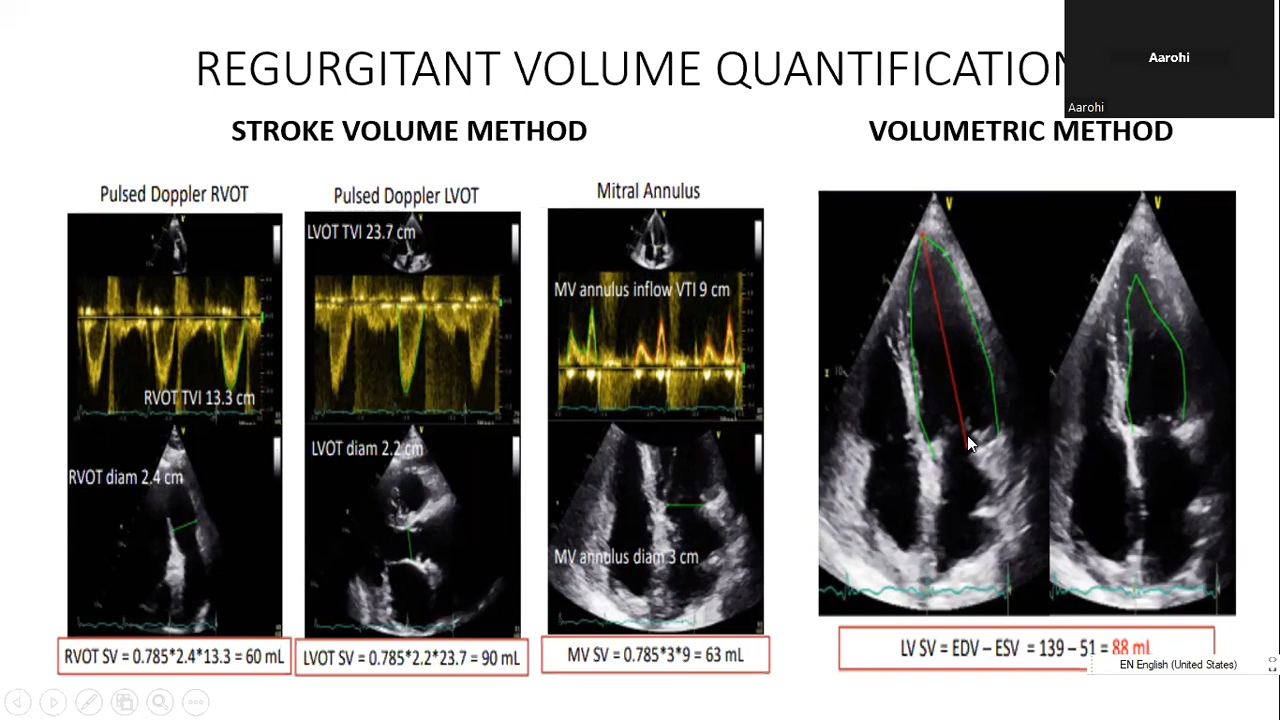 REGURGITANT VOLUME QUANTIFICATION
Aarohi
Aarohi
STROKE VOLUME METHOD
VOLUMETRIC METHOD
Pulsed Doppler RVOT
Pulsed Doppler LVOT
Mitral Annulus
LVOT TVI 23.7 cm
MV annulus inflow VTI 9 cm
RVOT TVI 13.3 cm
LVOT diam 2.2 cm
RVOT diam 2.4 cm
MV annulus diam 3 cm
RVOT SV = 0.785*2.4*13.3 = 60 mL
LVOT SV = 0.785*2.2*23.7 = 90 mL
MV SV = 0.785*3*9 = 63 mL
LV SV = EDV – ESV = 139 – 51 = 88 mL
EN English (United States)
V
V